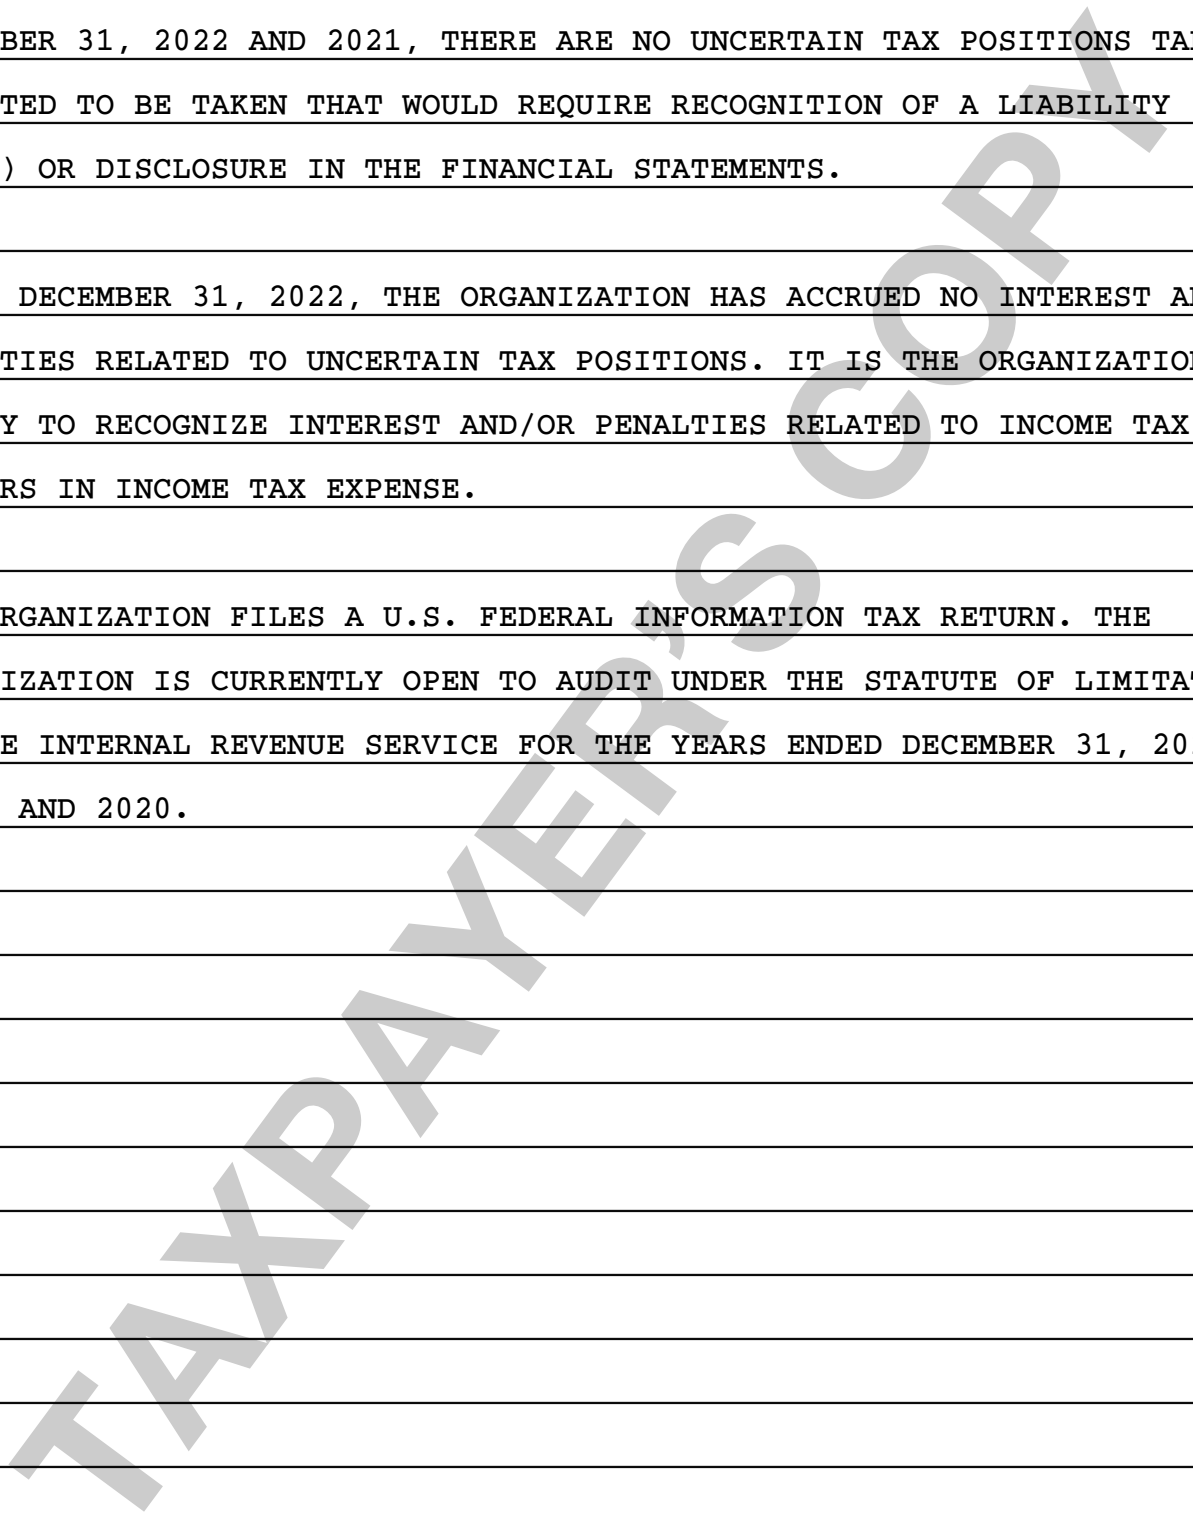 BER 31, 2022 AND 2021, THERE ARE NO UNCERTAIN TAX POSITIONS TA
TED TO BE TAKEN THAT WOULD REQUIRE RECOGNITION OF A LIABILITY
) OR DISCLOSURE IN THE FINANCIAL STATEMENTS.
DECEMBER 31, 2022, THE ORGANIZATION HAS ACCRUED NO INTEREST A
TIES RELATED TO UNCERTAIN TAX POSITIONS. IT IS THE ORGANIZATIO
Y TO RECOGNIZE INTEREST AND/OR PENALTIES RELATED TO INCOME TAX
RS IN INCOME TAX EXPENSE.
RGANIZATION FILES A U.S. FEDERAL INFORMATION TAX RETURN. THE
IZATION IS CURRENTLY OPEN TO AUDIT UNDER THE STATUTE OF LIMITA
E INTERNAL REVENUE SERVICE FOR THE YEARS ENDED DECEMBER 31, 20
AND 2020.
TAXPAYER’S COPY